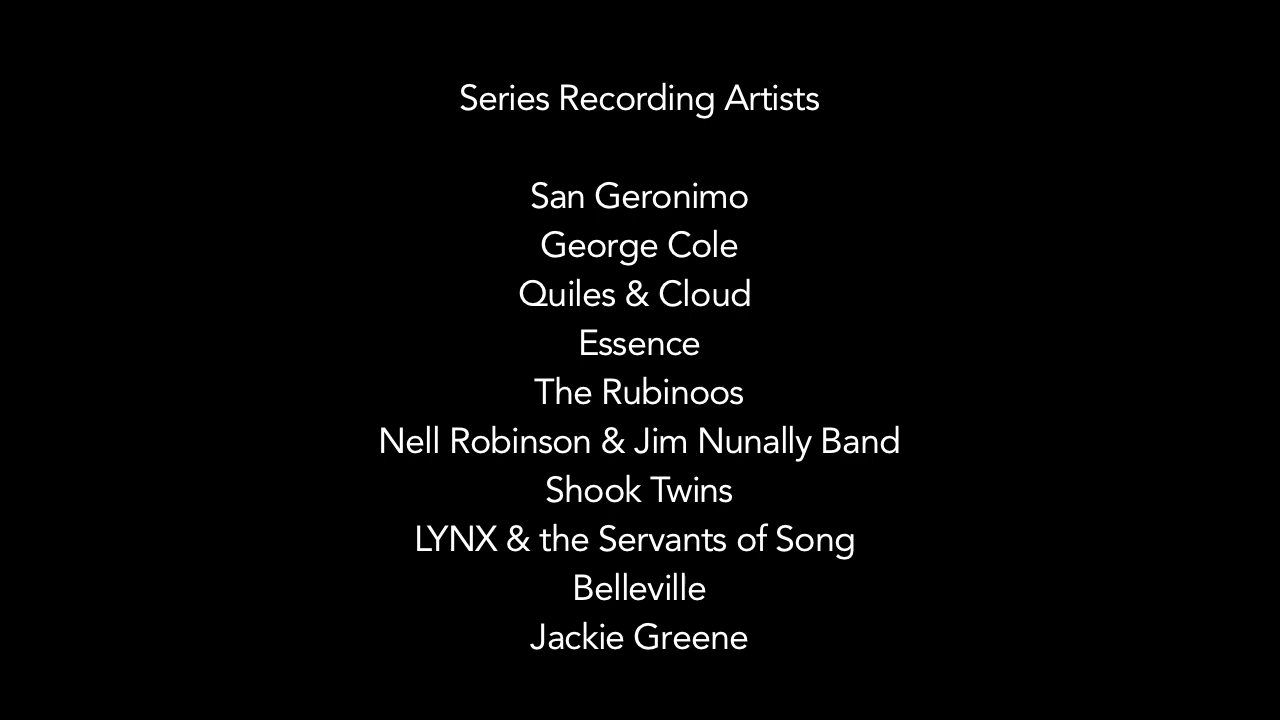 Series Recording Artists
San Geronimo
George Cole
Quiles & Cloud
Essence
The Rubinoos
Nell Robinson & Jim Nunally Band
Shook Twins
LYNX & the Servants of Song
Belleville
Jackie Greene